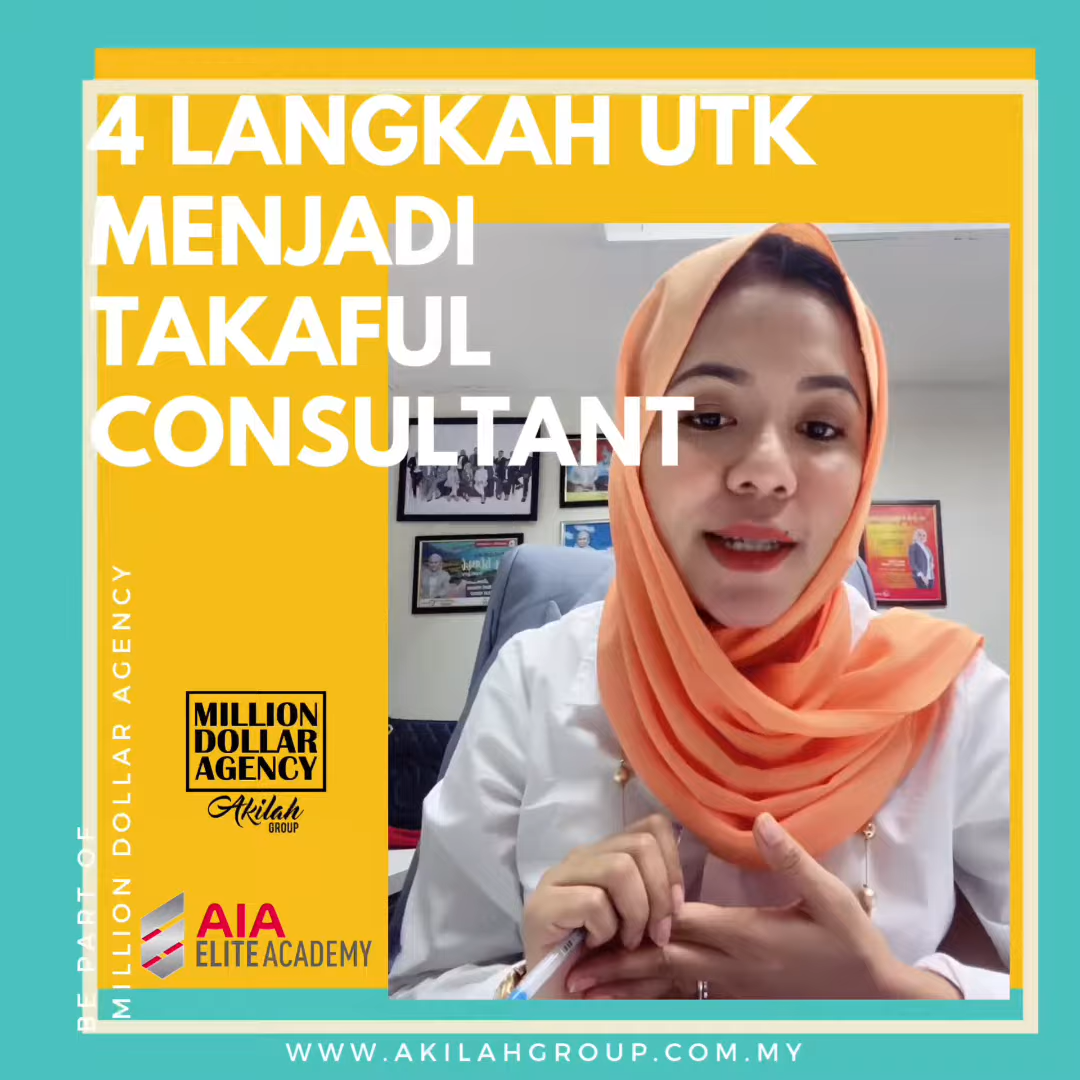 4 LANGKAH UTK
MENJADI
TAKAFUL
CONSULTANT
BE PART OF
MILLION DOLLAR AGENCY
MILLION
DOLLAR
AGENCY
Akilah
GROUP
AIA
ELITE ACADEMY
WWW.AKILAHGROUP.COM.MY